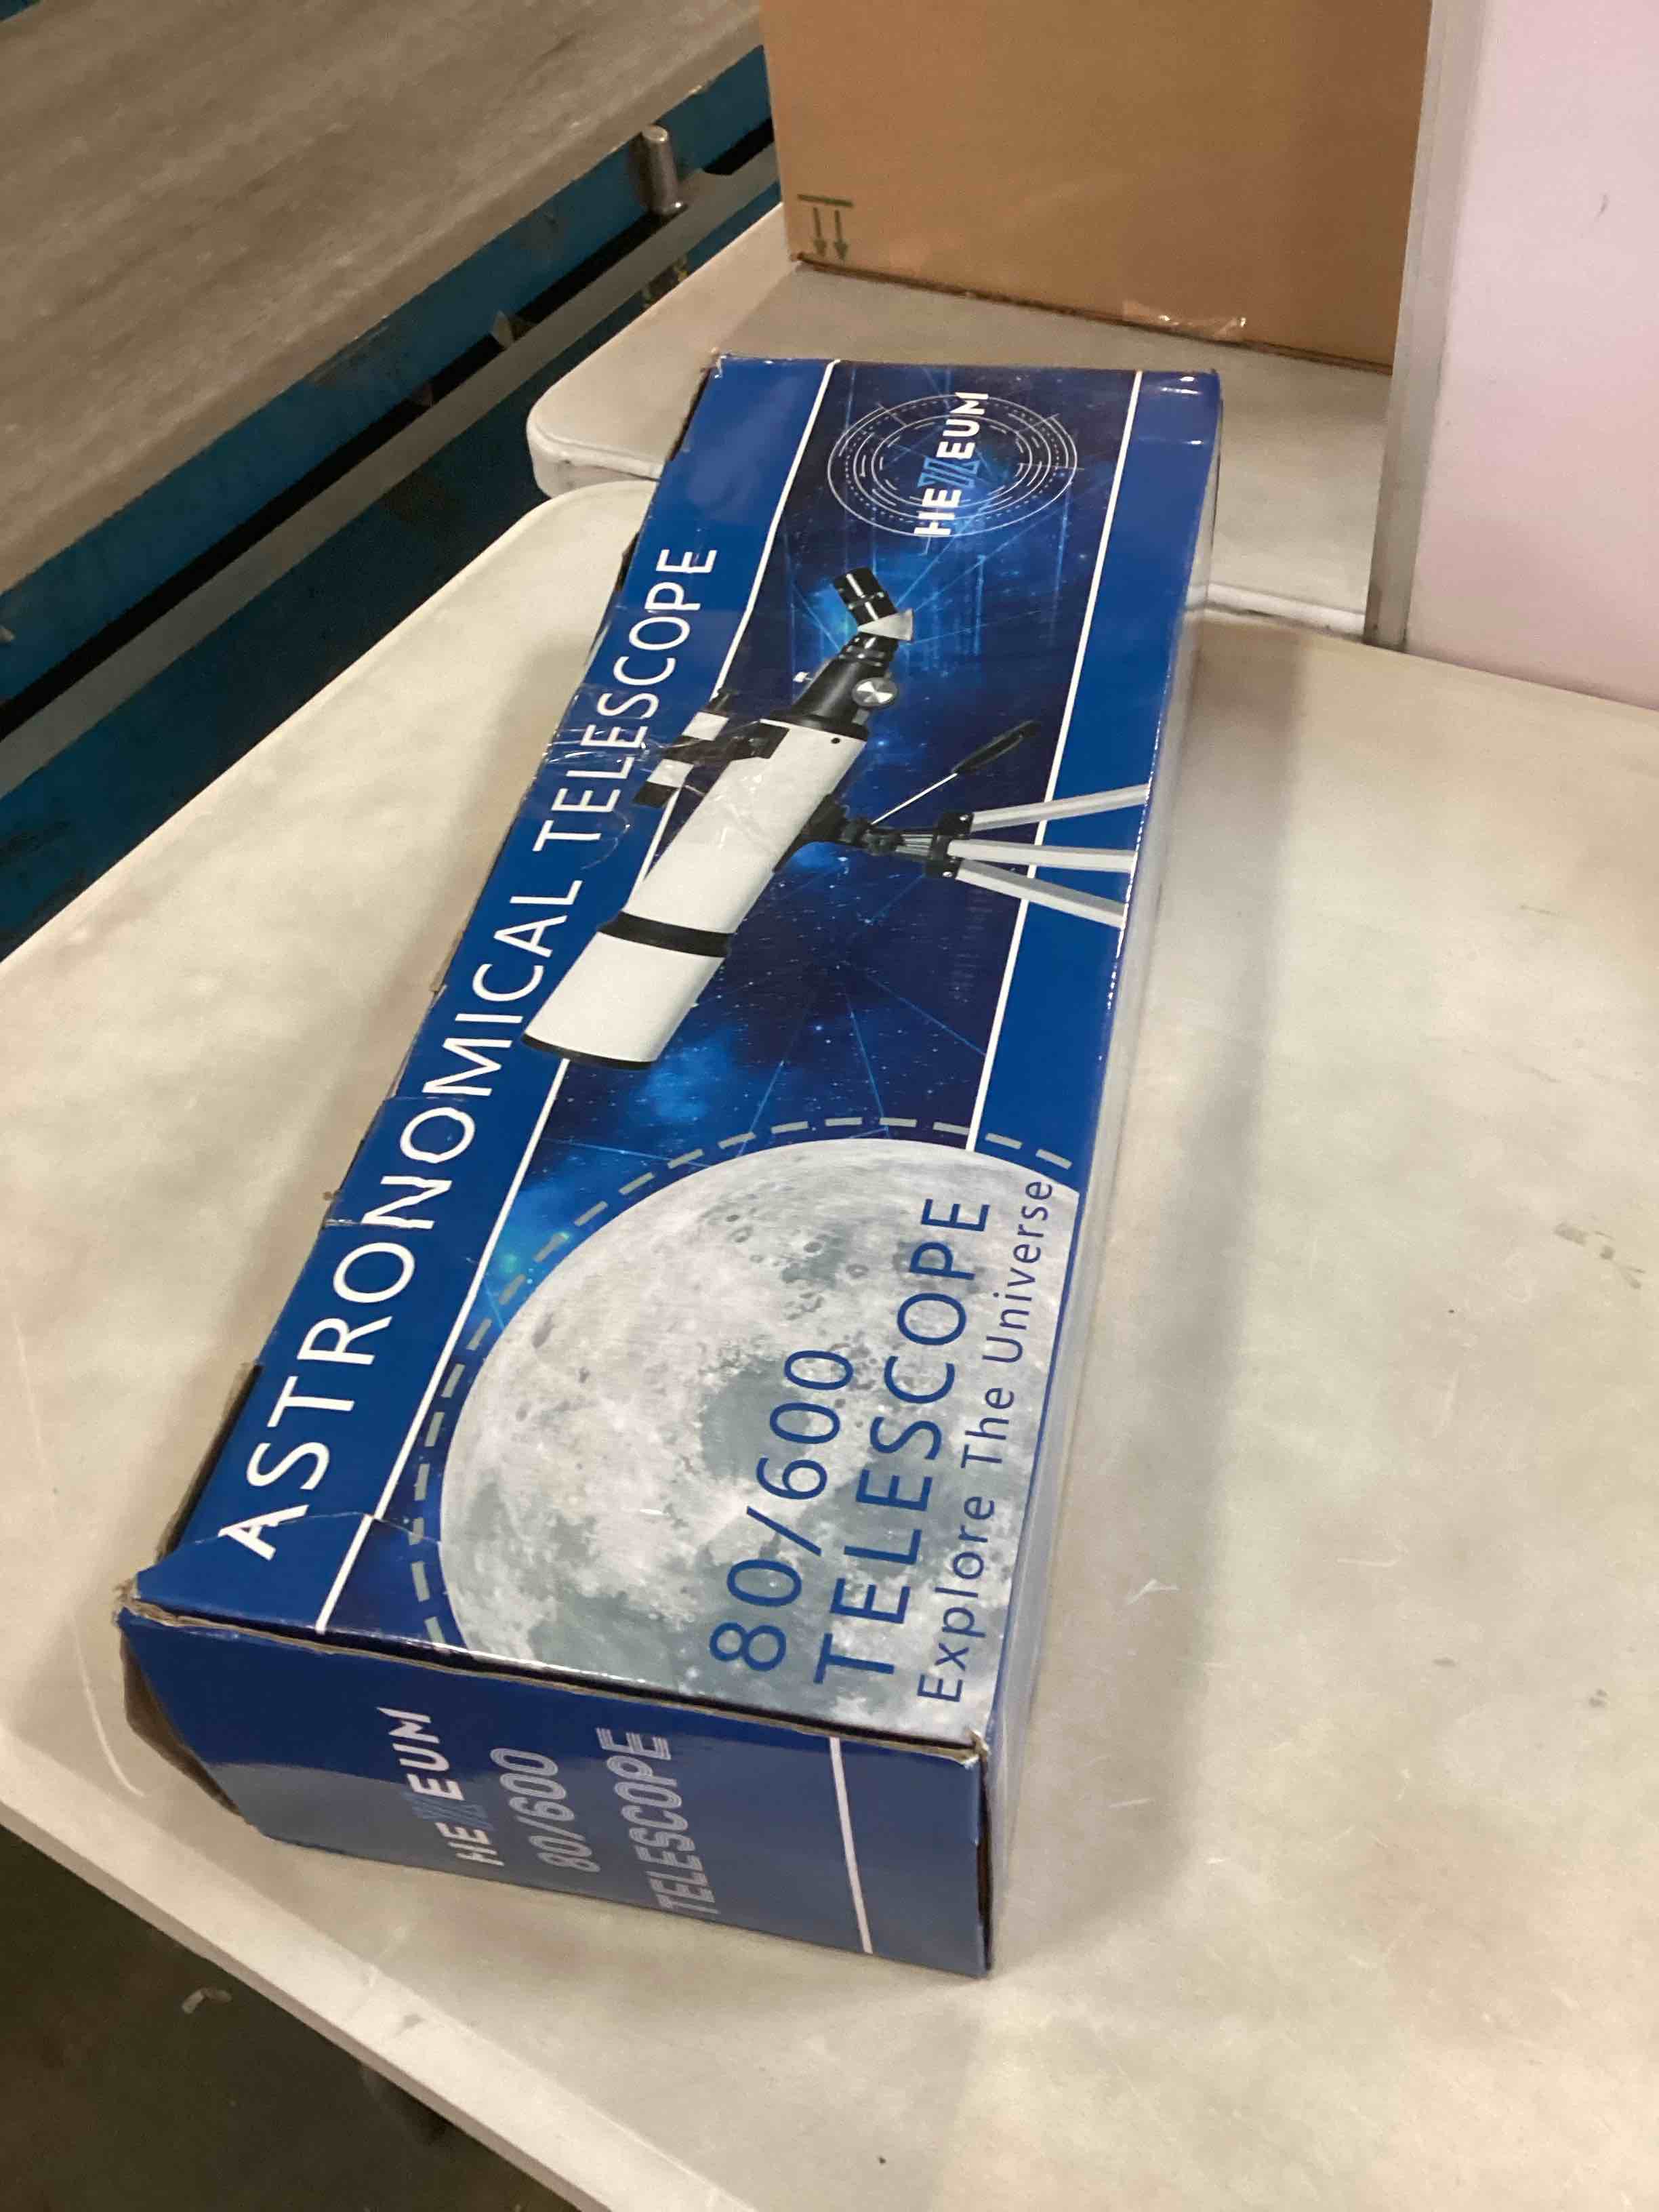 ASTRONOMICAL TELESCOPE
HEXEUM
80/600
TELESCOPE
Explore The Universe
HEXEUM
80/600
TELESCOPE